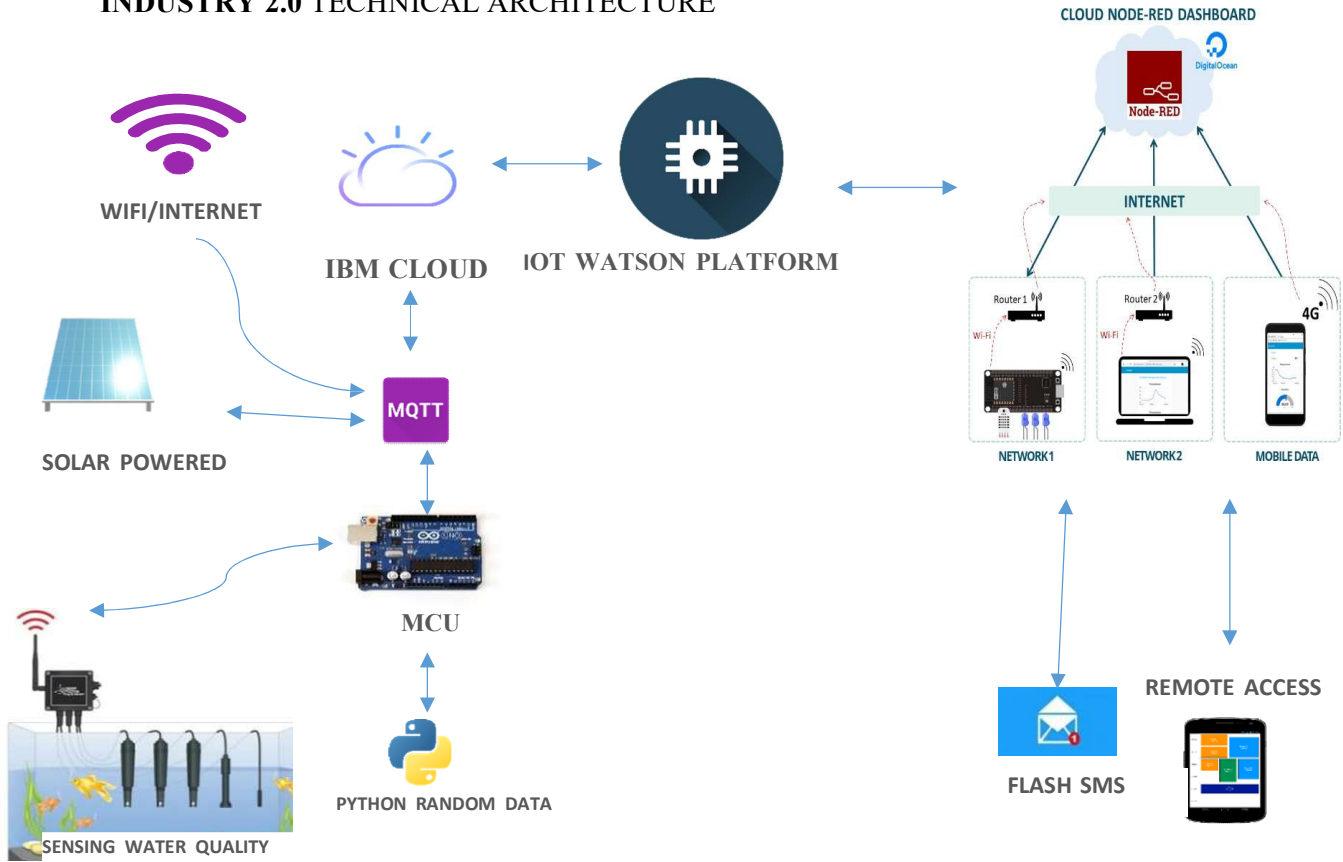 INDUSTRY 2.0 TECHNICAL ARCHITECTURE
CLOUD NODE-RED DASHBOARD
DigitalOcean
Node-RED
WIFI/INTERNET
IBM CLOUD
IOT WATSON PLATFORM
INTERNET
Router 1
Wi-Fi
Router 2
Wi-Fi
4G
NETWORK1
NETWORK2
MOBILE DATA
SOLAR POWERED
MQTT
UNO
MCU
PYTHON RANDOM DATA
SENSING WATER QUALITY
1
FLASH SMS
REMOTE ACCESS